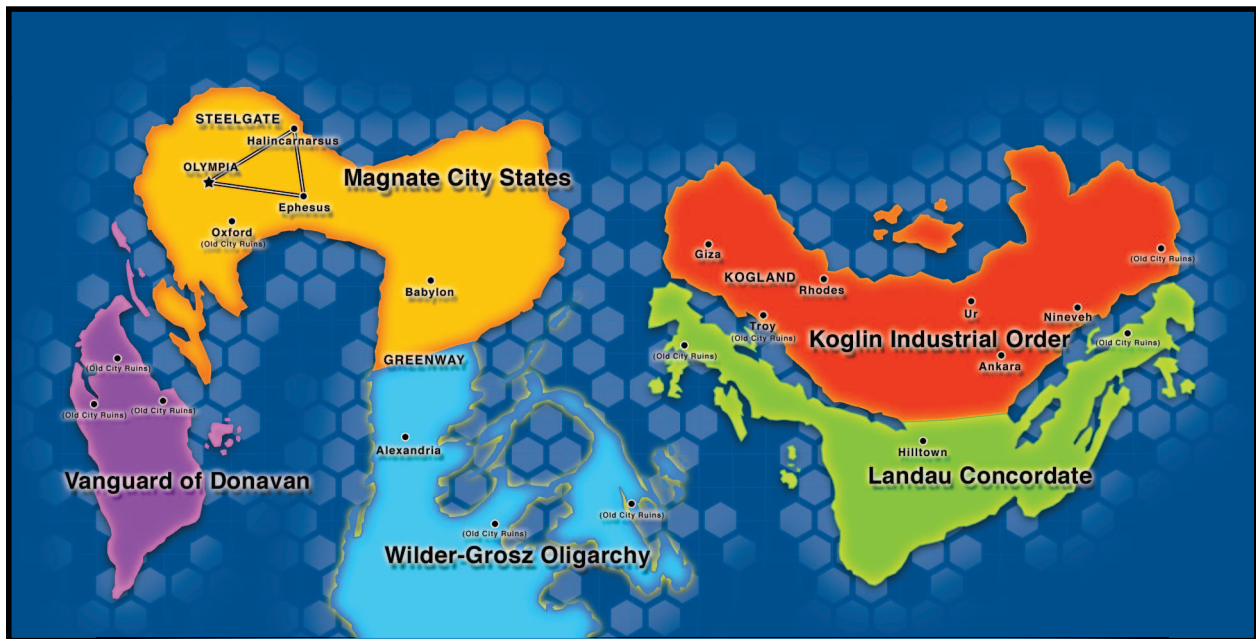 STEELGATE
Halincarnarsus
OLYMPIA
Magnate City States
Ephesus
Oxford
(Old City Ruins)
Babylon
GREENWAY
Giza
KOGLAND
Rhodes
(Old City Ruins)
Ur
Nineveh
Troy
(Old City Ruins)
Koglin Industrial Order
(Old City Ruins)
(Old City Ruins)
Ankara
(Old City Ruins)
(Old City Ruins)
(Old City Ruins)
Vanguard of Donavan
Alexandria
Hilltown
Landau Concordate
(Old City Ruins)
(Old City Ruins)
Wilder-Grosz Oligarchy